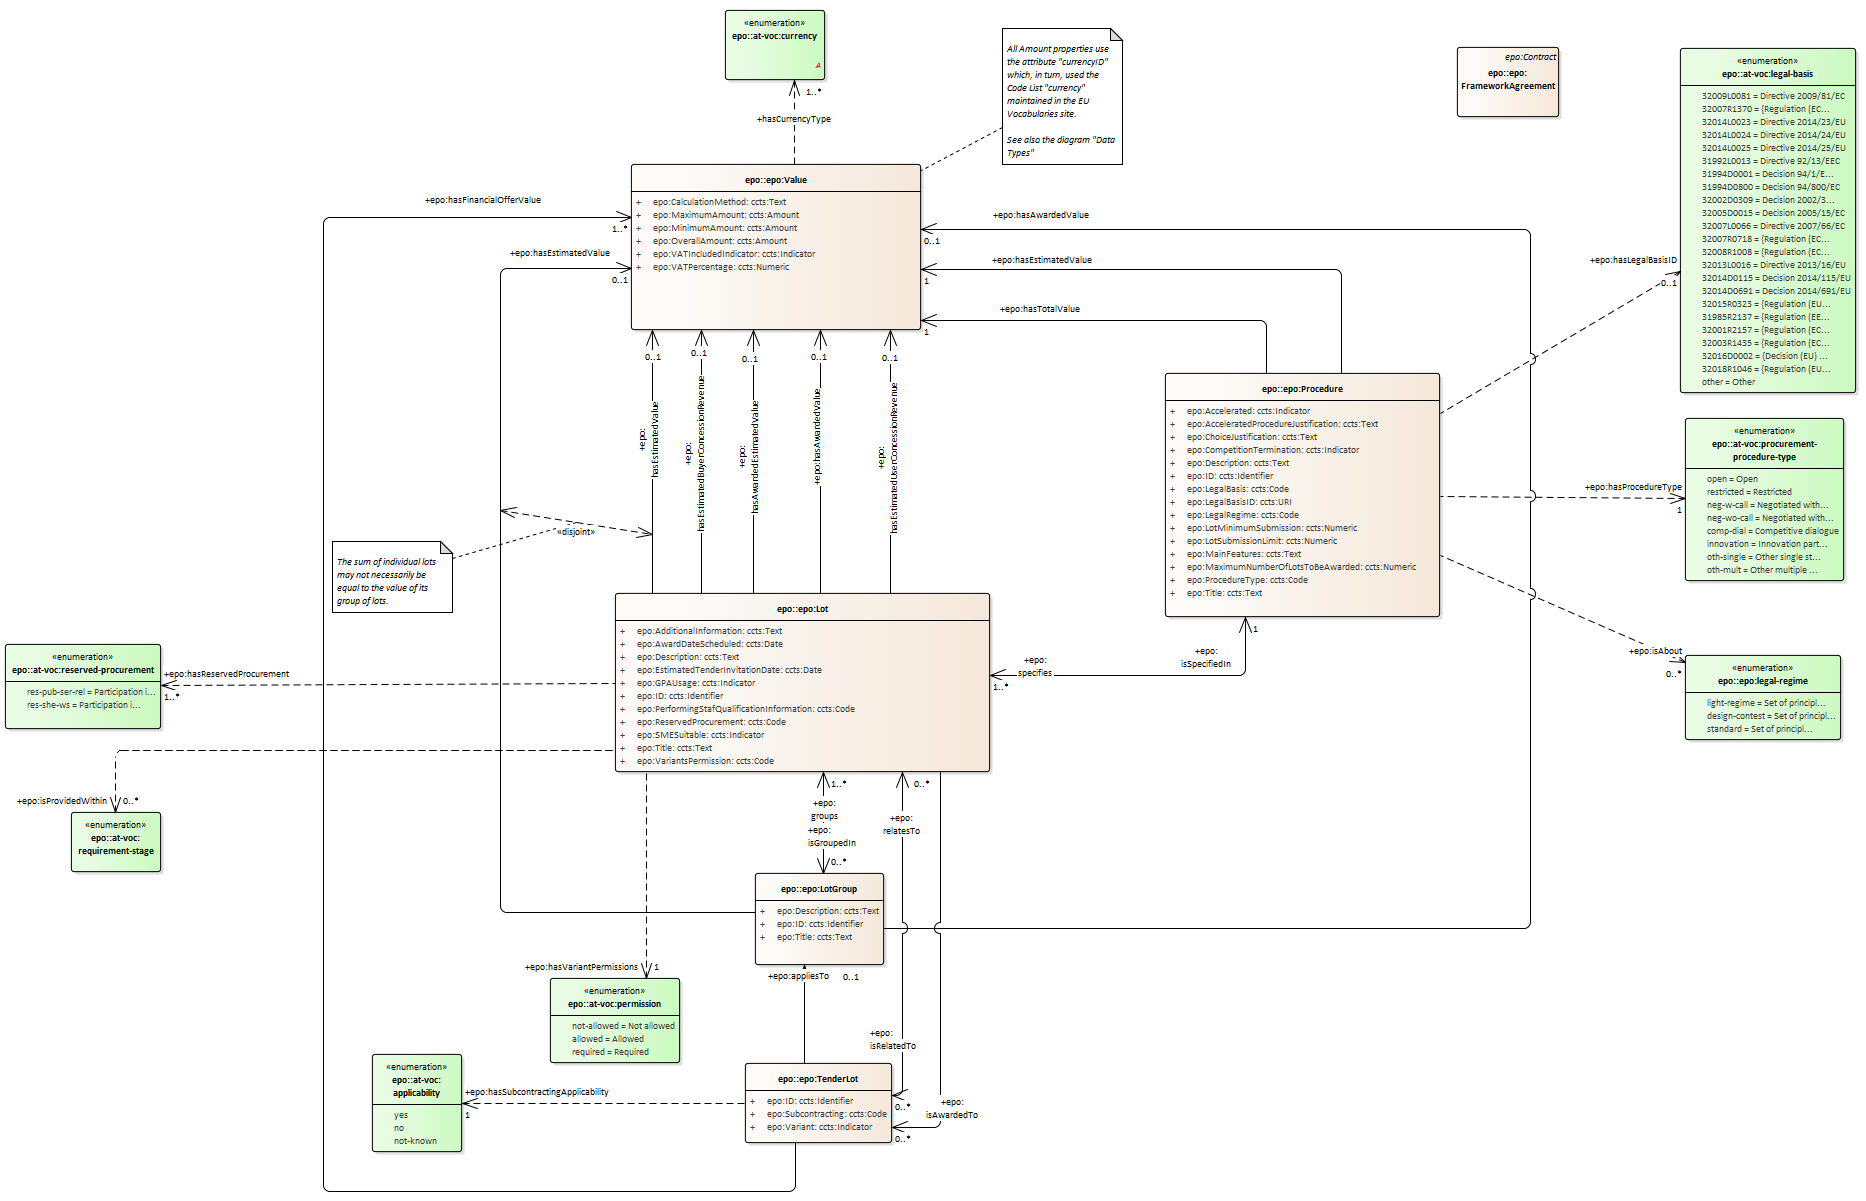 «enumeration»
epo::at-voc:currency
A
1..*
+hasCurrencyType
All Amount properties use
the attribute "currencyID"
which, in turn, used the
Code List "currency"
maintained in the EU
Vocabularies site.
See also the diagram "Data
Types"
epo:Contract
epo::epo:
FrameworkAgreement
«enumeration»
epo::at-voc:legal-basis
32009L0081 = Directive 2009/81/EC
32007R1370 = {Regulation (EC...
32014L0023 = Directive 2014/23/EU
32014L0024 = Directive 2014/24/EU
32014L0025 = Directive 2014/25/EU
31992L0013 = Directive 92/13/EEC
31994D0001 = Decision 94/1/E...
31994D0800 = Decision 94/800/EC
32002D0309 = Decision 2002/3...
32005D0015 = Decision 2005/15/EC
32007L0066 = Directive 2007/66/EC
32007R0718 = {Regulation (EC...
32008R1008 = {Regulation (EC...
32013L0016 = Directive 2013/16/EU
32014D0115 = Decision 2014/115/EU
32014D0691 = Decision 2014/691/EU
32015R0323 = {Regulation (EU...
31985R2137 = {Regulation (EE...
32001R2157 = {Regulation (EC...
32003R1435 = {Regulation (EC...
32016D0002 = {Decision (EU) ...
32018R1046 = {Regulation (EU...
other = Other
epo::epo:Value
+ epo:CalculationMethod: ccts:Text
+ epo:MaximumAmount: ccts:Amount
+ epo:MinimumAmount: ccts:Amount
+ epo:OverallAmount: ccts:Amount
+ epo:VATIncludedIndicator: ccts:Indicator
+ epo:VATPercentage: ccts:Numeric
+epo:hasFinancialOfferValue
1..*
+epo:hasEstimatedValue
0..1
+epo:hasAwardedValue
0..1
+epo:hasEstimatedValue
1
+epo:hasTotalValue
1
+epo:hasLegalBasisID
0..1
0..1
0..1
0..1
0..1
0..1
+epo:
hasEstimatedValue
+epo:
hasEstimatedBuyerConcessionRevenue
+epo:
hasAwardedEstimatedValue
+epo:hasAwardedValue
+epo:
hasEstimatedUserConcessionRevenue
epo::epo:Procedure
+ epo:Accelerated: ccts:Indicator
+ epo:AcceleratedProcedureJustification: ccts:Text
+ epo:ChoiceJustification: ccts:Text
+ epo:CompetitionTermination: ccts:Indicator
+ epo:Description: ccts:Text
+ epo:ID: ccts:Identifier
+ epo:LegalBasis: ccts:Code
+ epo:LegalBasisID: ccts:URI
+ epo:LegalRegime: ccts:Code
+ epo:LotMinimumSubmission: ccts:Numeric
+ epo:LotSubmissionLimit: ccts:Numeric
+ epo:MainFeatures: ccts:Text
+ epo:MaximumNumberOfLotsToBeAwarded: ccts:Numeric
+ epo:ProcedureType: ccts:Code
+ epo:Title: ccts:Text
«enumeration»
epo::at-voc:procurement-
procedure-type
open = Open
restricted = Restricted
neg-w-call = Negotiated with...
neg-wo-call = Negotiated with...
comp-dial = Competitive dialogue
innovation = Innovation part...
oth-single = Other single st...
oth-mult = Other multiple ...
+epo:hasProcedureType
1
«disjoint»
The sum of individual lots
may not necessarily be
equal to the value of its
group of lots.
epo::epo:Lot
+ epo:AdditionalInformation: ccts:Text
+ epo:AwardDateScheduled: ccts:Date
+ epo:Description: ccts:Text
+ epo:EstimatedTenderInvitationDate: ccts:Date
+ epo:GPAUsage: ccts:Indicator
+ epo:ID: ccts:Identifier
+ epo:PerformingStafQualificationInformation: ccts:Code
+ epo:ReservedProcurement: ccts:Code
+ epo:SMESuitable: ccts:Indicator
+ epo:Title: ccts:Text
+ epo:VariantsPermission: ccts:Code
1
+epo:
isSpecifiedIn
+epo:
specifies
1..*
+epo:isAbout
0..*
«enumeration»
epo::epo:legal-regime
light-regime = Set of principl...
design-contest = Set of principl...
standard = Set of principl...
«enumeration»
epo::at-voc:reserved-procurement
res-pub-ser-rel = Participation i...
res-she-ws = Participation i...
+epo:hasReservedProcurement
1..*
+epo:isProvidedWithin
0..*
«enumeration»
epo::at-voc:
requirement-stage
1..*
+epo:
groups
+epo:
isGroupedIn
0..*
0..*
+epo:
relatesTo
epo::epo:LotGroup
+ epo:Description: ccts:Text
+ epo:ID: ccts:Identifier
+ epo:Title: ccts:Text
+epo:hasVariantPermissions
1
+epo:appliesTo
0..1
«enumeration»
epo::at-voc:permission
not-allowed = Not allowed
allowed = Allowed
required = Required
+epo:
isRelatedTo
0..*
«enumeration»
epo::at-voc:
applicability
yes
no
not-known
+epo:hasSubcontractingApplicability
1
epo::epo:TenderLot
+ epo:ID: ccts:Identifier
+ epo:Subcontracting: ccts:Code
+ epo:Variant: ccts:Indicator
+epo:
isAwardedTo
0..*